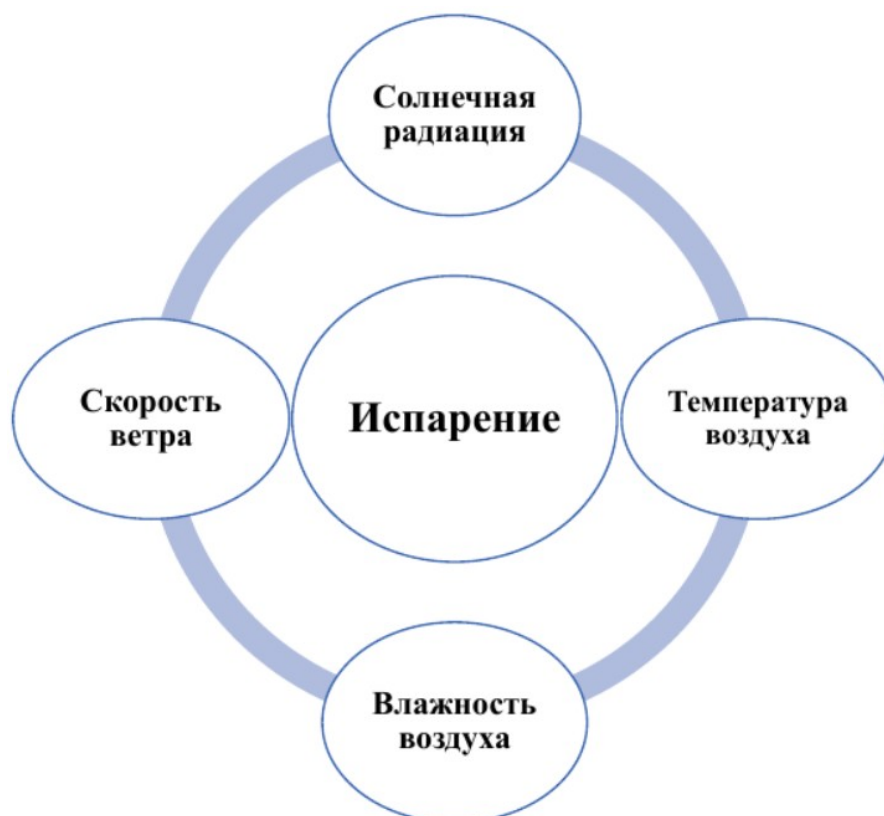 Солнечная
радиация
Скорость
ветра
Испарение
Температура
воздуха
Влажность
воздуха